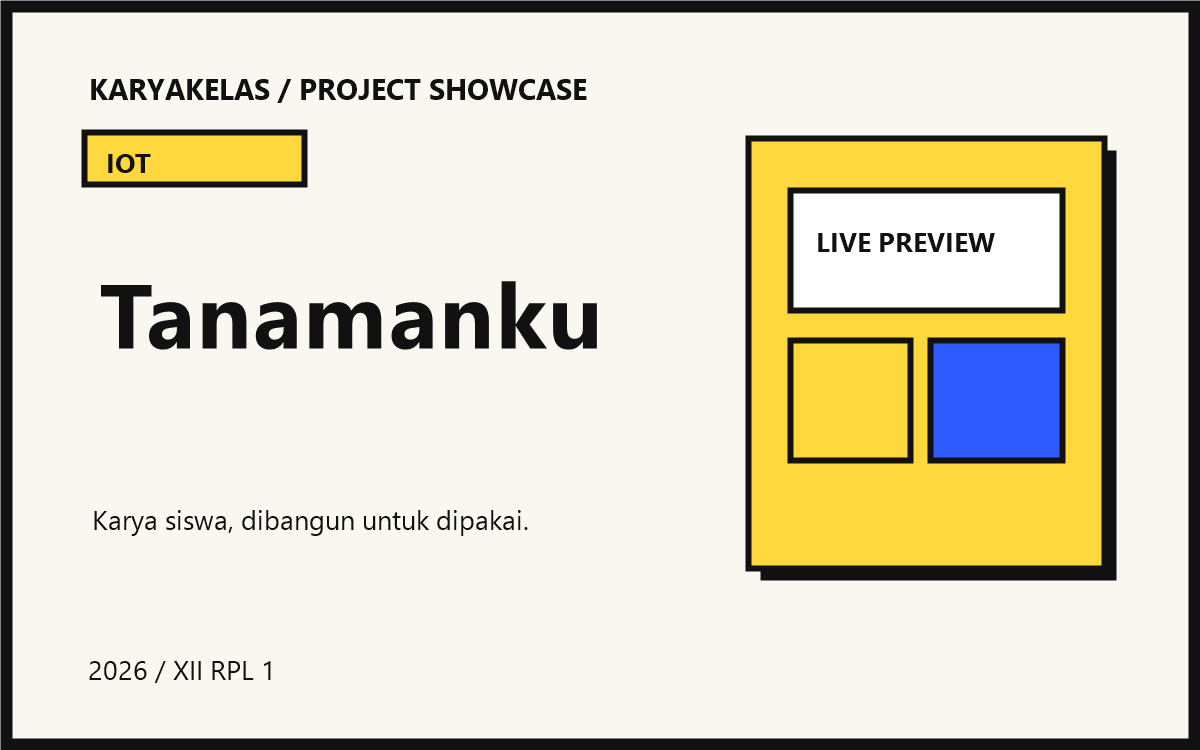 KARYAKELAS / PROJECT SHOWCASE
IOT
LIVE PREVIEW
Tanamanku
Karya siswa, dibangun untuk dipakai.
2026 / XII RPL 1